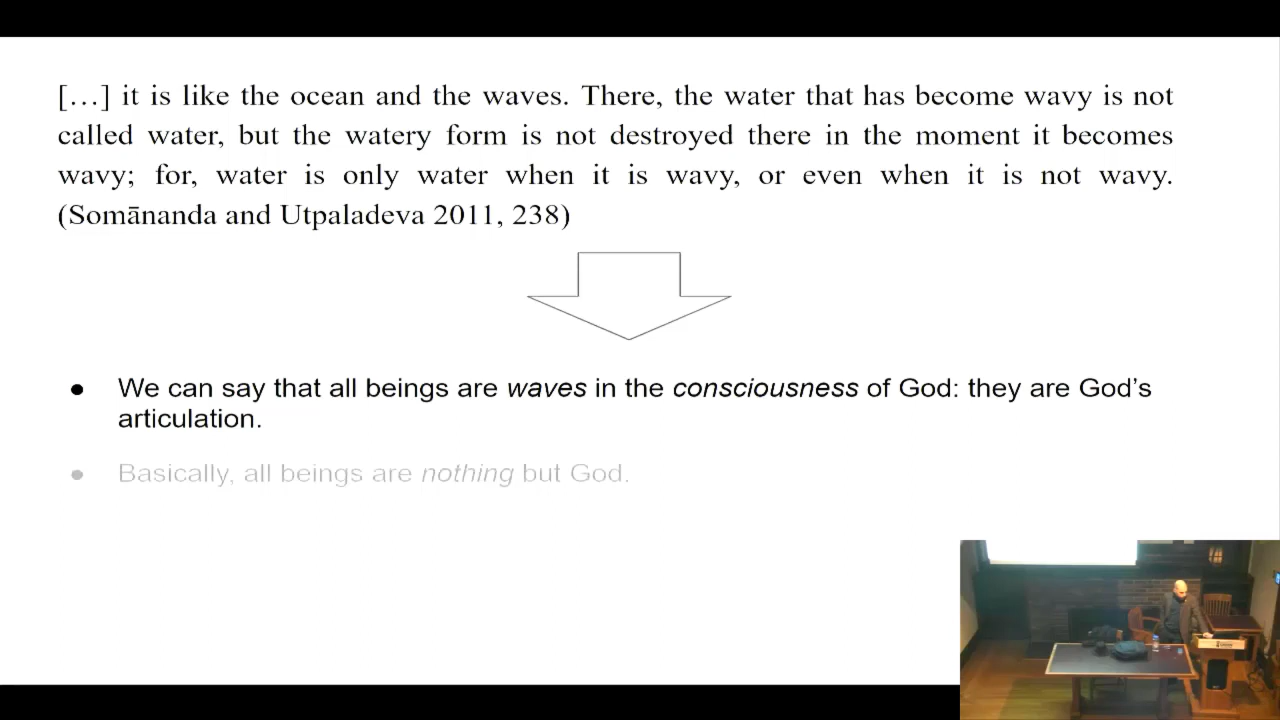 […] it is like the ocean and the waves. There, the water that has become wavy is not
called water, but the watery form is not destroyed there in the moment it becomes
wavy; for, water is only water when it is wavy, or even when it is not wavy.
(Somānanda and Utpaladeva 2011, 238)
● We can say that all beings are waves in the consciousness of God: they are God’s
articulation.
● Basically, all beings are nothing but God.